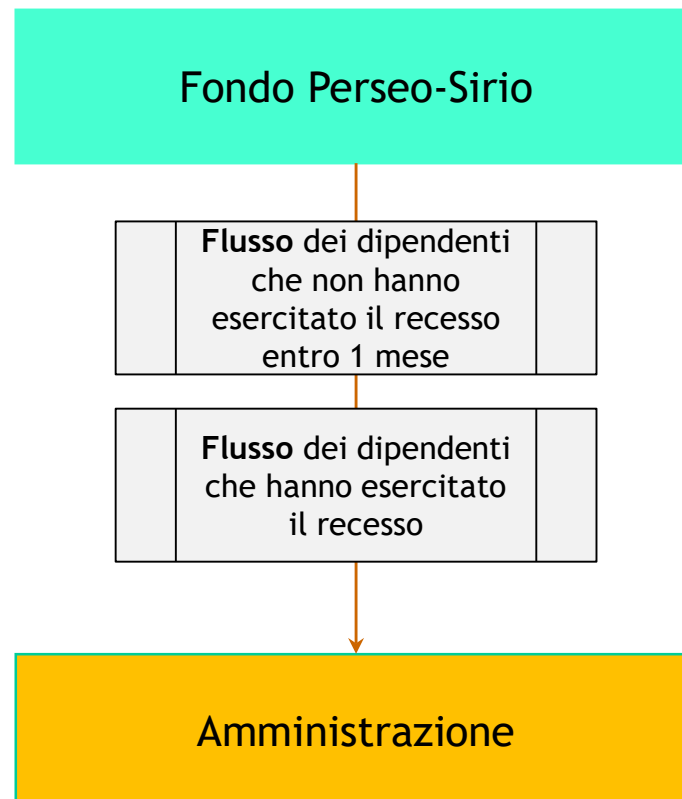 Fondo Perseo-Sirio
Flusso dei dipendenti
che non hanno
esercitato il recesso
entro 1 mese
Flusso dei dipendenti
che hanno esercitato
il recesso
Amministrazione